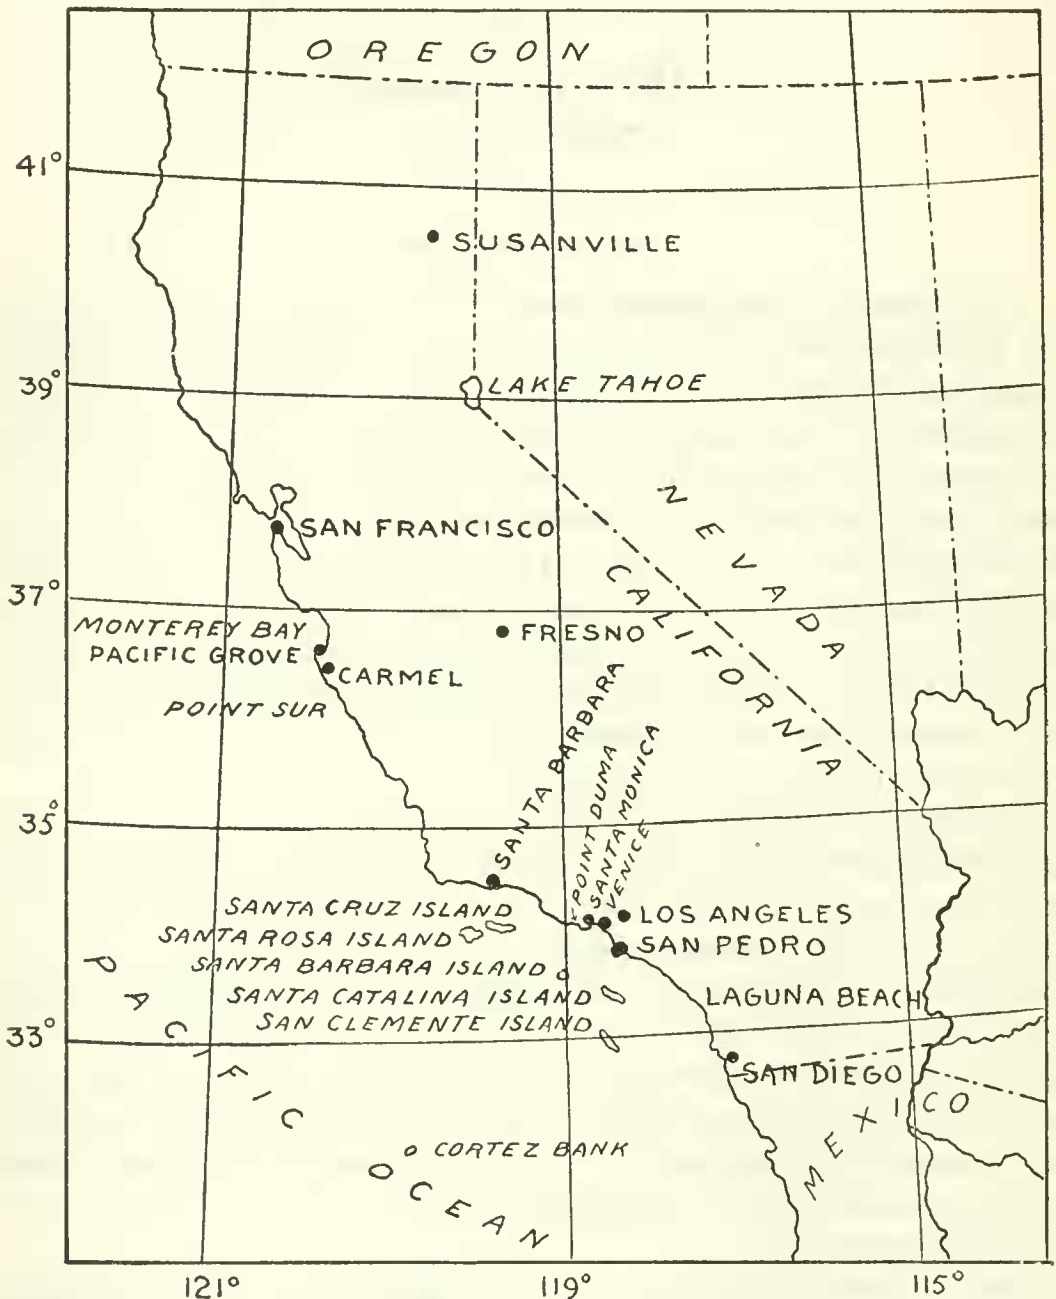 OREGON
41°
SUSANVILLE
39°
LAKE TAHOE
NEVADA
SAN FRANCISCO
CALIFORNIA
37°
MONTEREY BAY
FRESNO
PACIFIC GROVE
CARMEL
POINT SUR
SANTA BARBARA
POINT DUMA
SANTA MONICA
VENICE
35°
SANTA CRUZ ISLAND
LOS ANGELES
SANTA ROSA ISLAND
SAN PEDRO
SANTA BARBARA ISLAND
SANTA CATALINA ISLAND
LAGUNA BEACH
SAN CLEMENTE ISLAND
33°
SAN DIEGO
MEXICO
PACIFIC OCEAN
CORTEZ BANK
121°
119°
115°